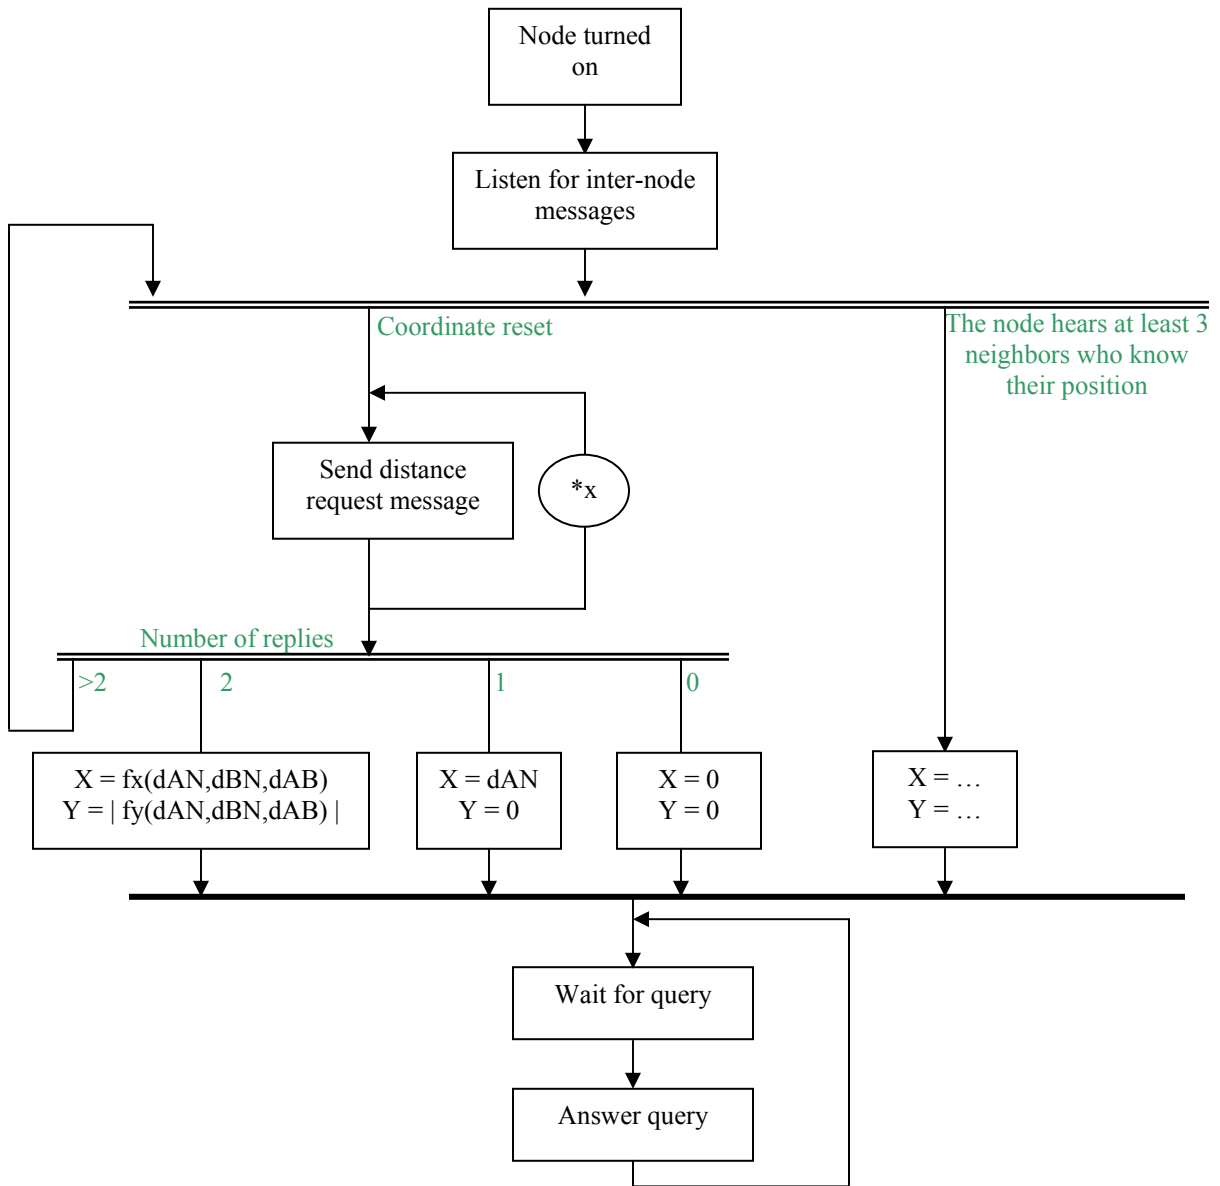 Node turned
on
Listen for inter-node
messages
Coordinate reset
The node hears at least 3
neighbors who know
their position
Send distance
request message
*x
Number of replies
>2
2
1
0
X = fx(dAN,dBN,dAB)
Y = | fy(dAN,dBN,dAB) |
X = dAN
Y = 0
X = 0
Y = 0
X = …
Y = …
Wait for query
Answer query